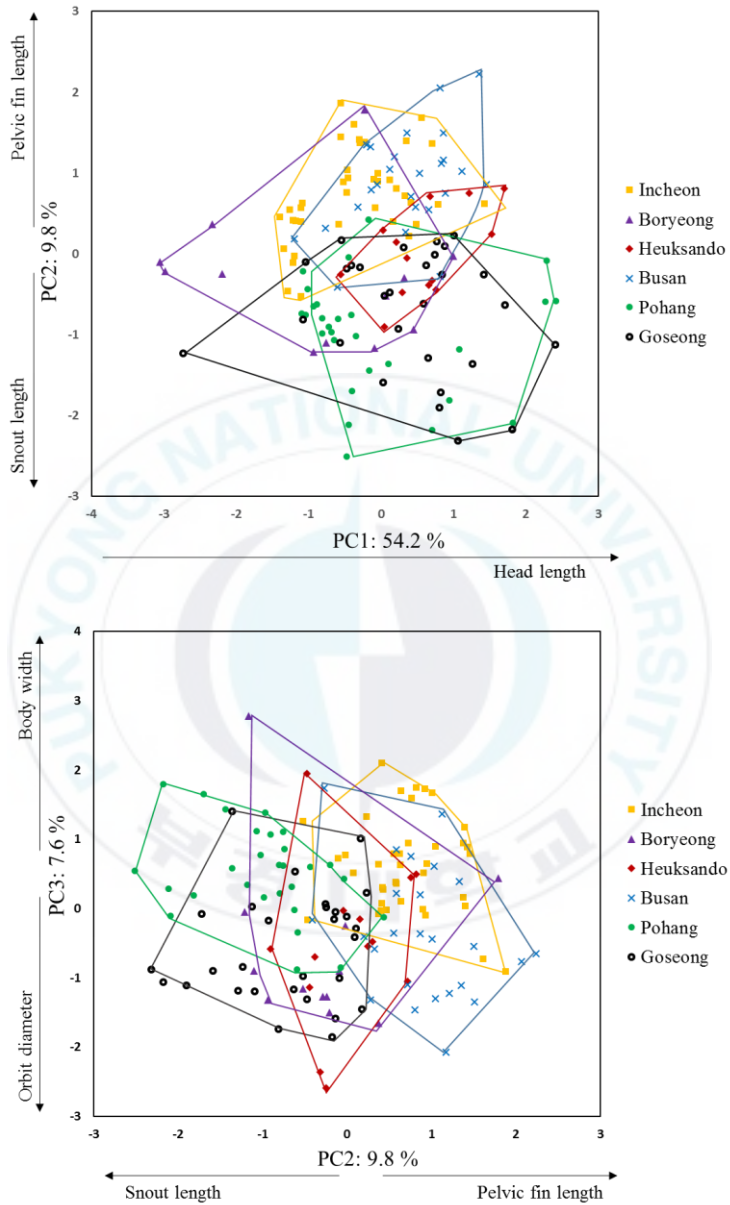 3
2
1
0
-1
-2
-3
-4
-3
-2
-1
0
1
2
3
Pelvic fin length
PC2: 9.8 %
Snout length
PC1: 54.2 %
Head length
Incheon
Boryeong
Heuksando
Busan
Pohang
Goseong
4
3
2
1
0
-1
-2
-3
-3
-2
-1
0
1
2
3
Body width
PC3: 7.6 %
Orbit diameter
PC2: 9.8 %
Snout length
Pelvic fin length
Incheon
Boryeong
Heuksando
Busan
Pohang
Goseong
PUKYONG NATIONAL UNIVERSITY